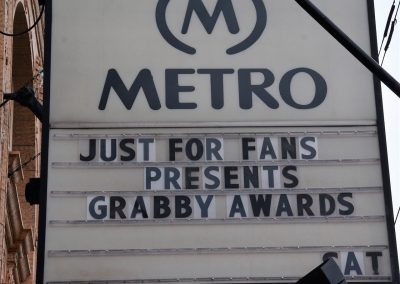 M
METRO
JUST FOR FANS
PRESENTS
GRABBY AWARDS
SAT